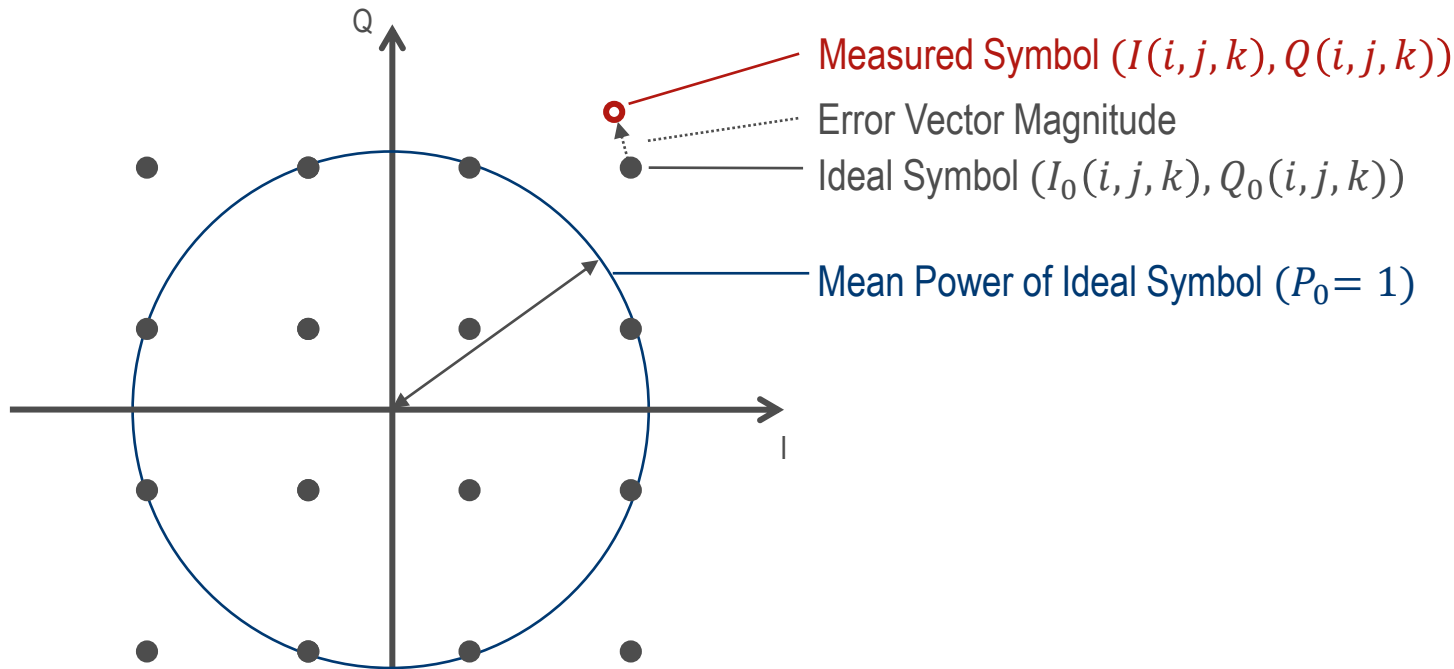 Q
Measured Symbol (I(i, j, k), Q(i, j, k))
Error Vector Magnitude
Ideal Symbol (I₀(i, j, k), Q₀(i, j, k))
Mean Power of Ideal Symbol (P₀= 1)
I